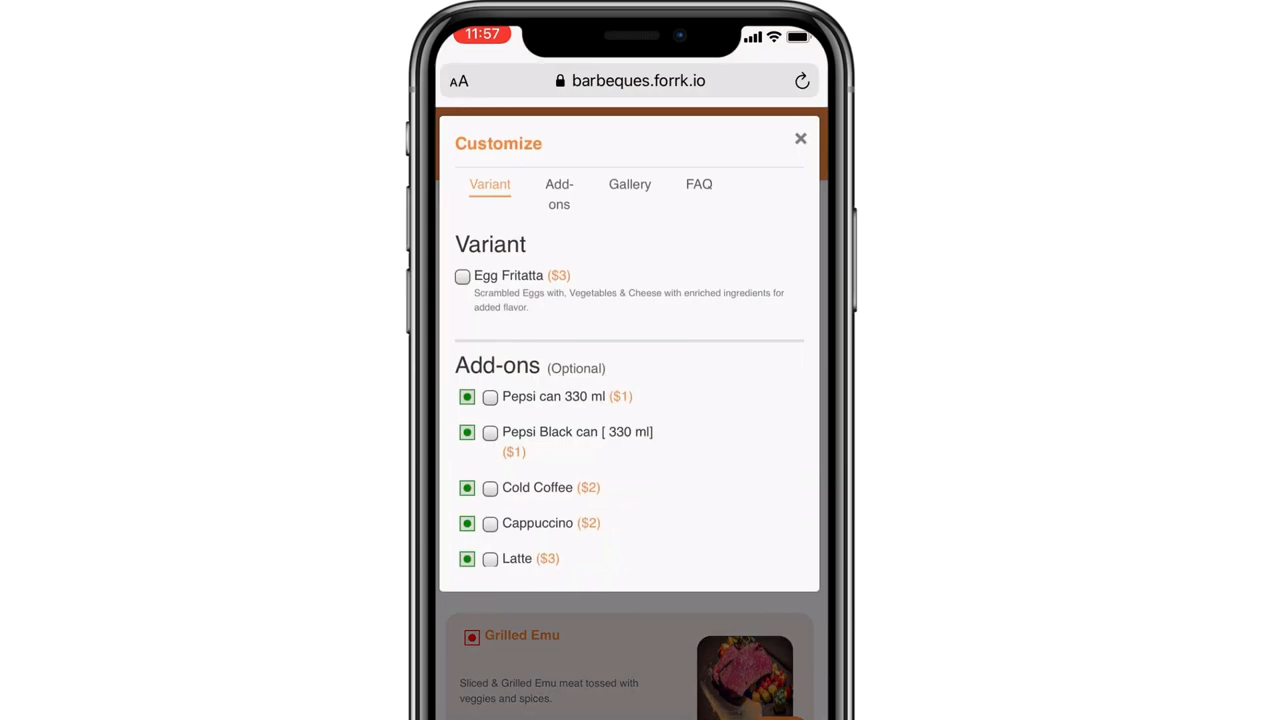 11:57
AA barbeques.forrk.io
Customize ×
Variant Add- Gallery FAQ
ons
Variant
Egg Fritatta ($3)
Scrambled Eggs with, Vegetables & Cheese with enriched ingredients for
added flavor.
Add-ons (Optional)
Pepsi can 330 ml ($1)
Pepsi Black can [ 330 ml]
($1)
Cold Coffee ($2)
Cappuccino ($2)
Latte ($3)
Grilled Emu
Sliced & Grilled Emu meat tossed with
veggies and spices.